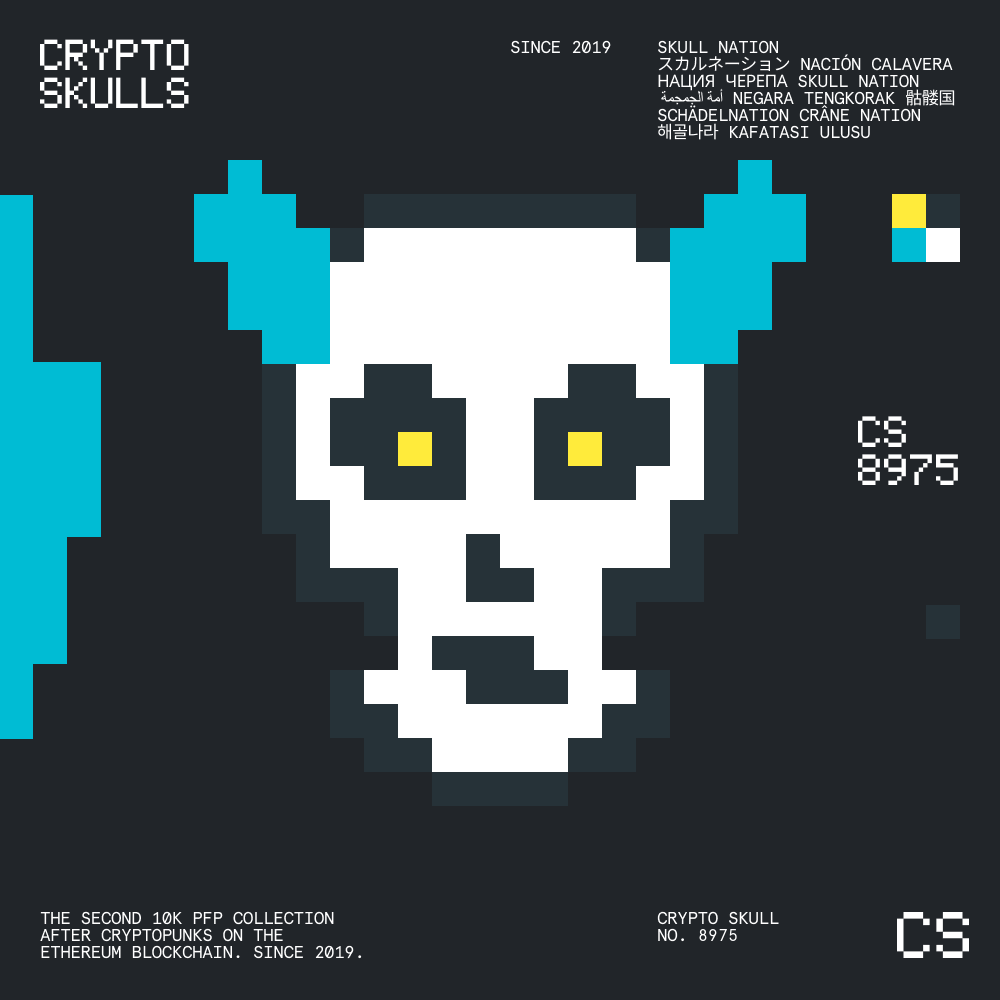 CRYPTO
SKULLS
SINCE 2019
SKULL NATION
スカルネーション NACIÓN CALAVERA
НАЦИЯ ЧЕРЕПА SKULL NATION
أمة الجمجمة NEGARA TENGKORAK 骷髅国
SCHÄDELNATION CRÂNE NATION
해골나라 KAFATASI ULUSU
CS
8975
THE SECOND 10K PFP COLLECTION
AFTER CRYPTOPUNKS ON THE
ETHEREUM BLOCKCHAIN. SINCE 2019.
CRYPTO SKULL
NO. 8975
CS